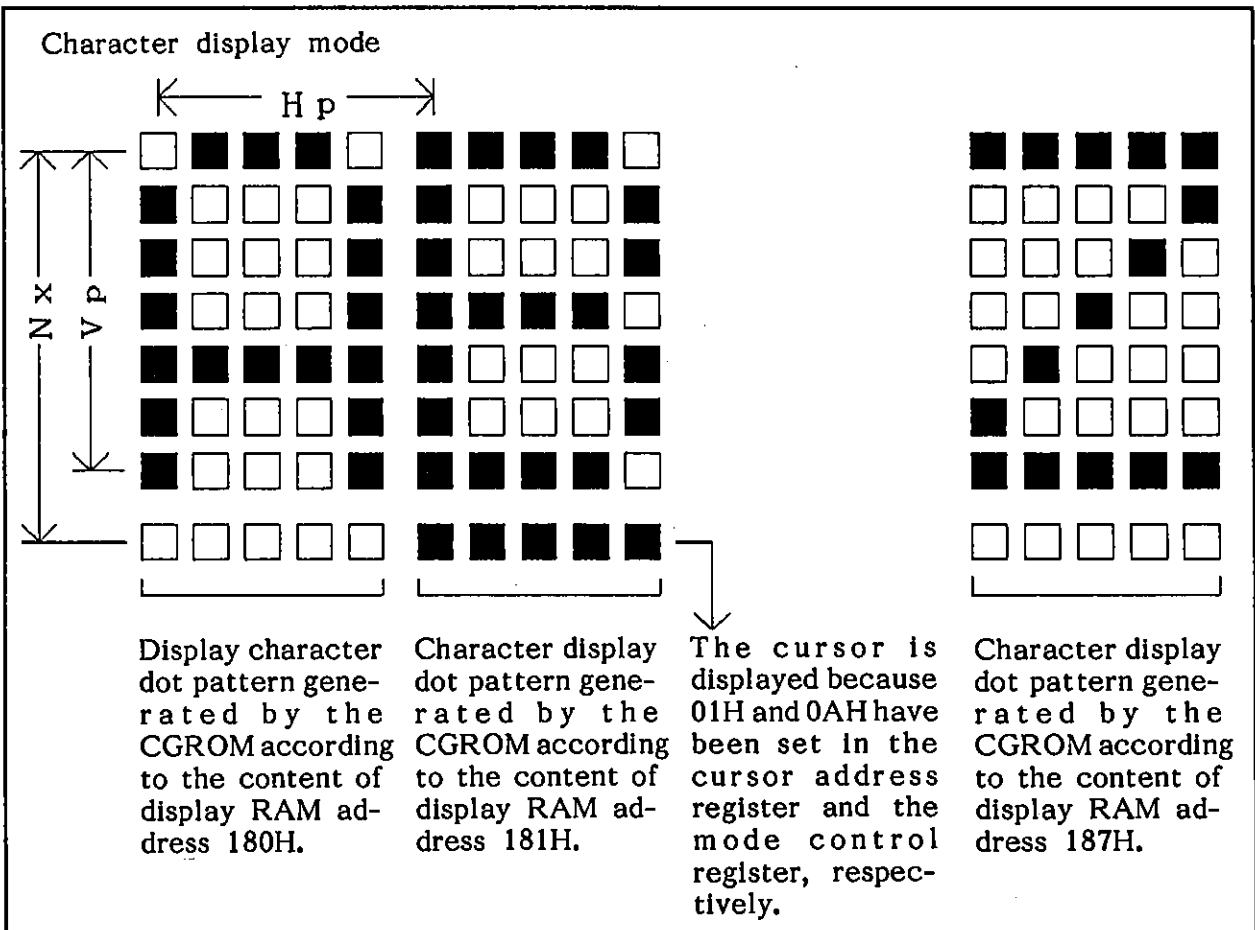 Character display mode
Hp
Nx
Vp
Display character
dot pattern gene-
rated by the
CGROM according
to the content of
display RAM ad-
dress 180H.
Character display
dot pattern gene-
rated by the
CGROM according
to the content of
display RAM ad-
dress 181H.
The cursor is
displayed because
01H and 0AH have
been set in the
cursor address
register and the
mode control
register, respec-
tively.
Character display
dot pattern gene-
rated by the
CGROM according
to the content of
display RAM ad-
dress 187H.